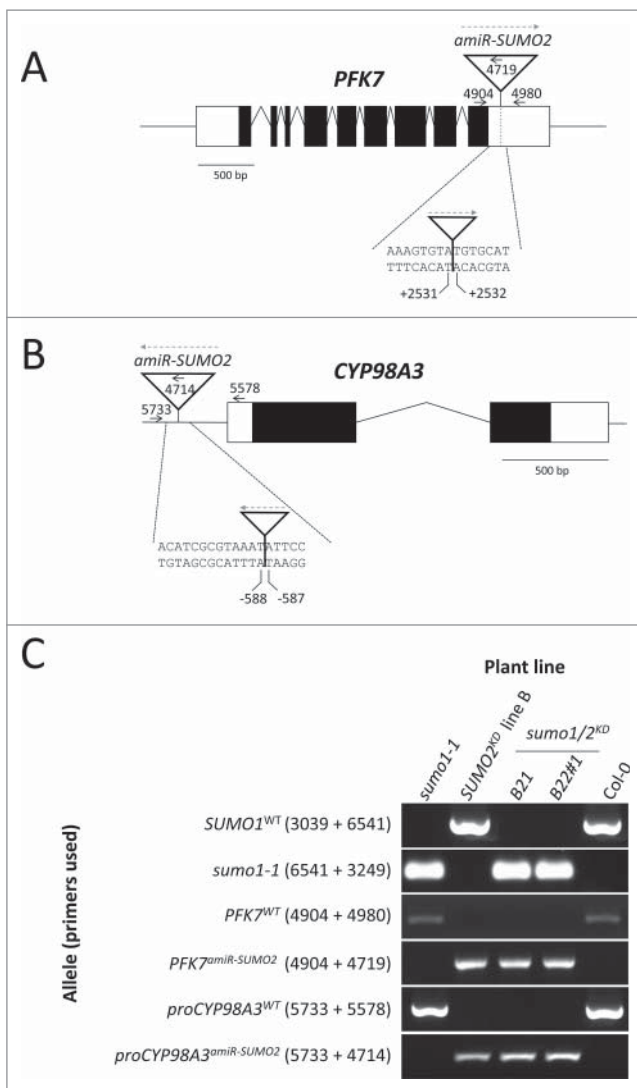 A
amiR-SUMO2
4719
PFK7
4904
4980
500 bp
AAAGTGTATGTGCAT
TTTCACATACACGTA
+2531
+2532
B
amiR-SUMO2
4714
CYP98A3
5733
5578
500 bp
ACATCGCGTAAATATTCC
TGTAGCGCATTTATAAGG
-588
-587
C
Plant line
sumo1/2KD
sumo1-1
SUMO2KD line B
B21
B22#1
Col-0
Allele (primers used)
SUMO1WT (3039 + 6541)
sumo1-1 (6541 + 3249)
PFK7WT (4904 + 4980)
PFK7amiR-SUMO2 (4904 + 4719)
proCYP98A3WT (5733 + 5578)
proCYP98A3amiR-SUMO2 (5733 + 4714)